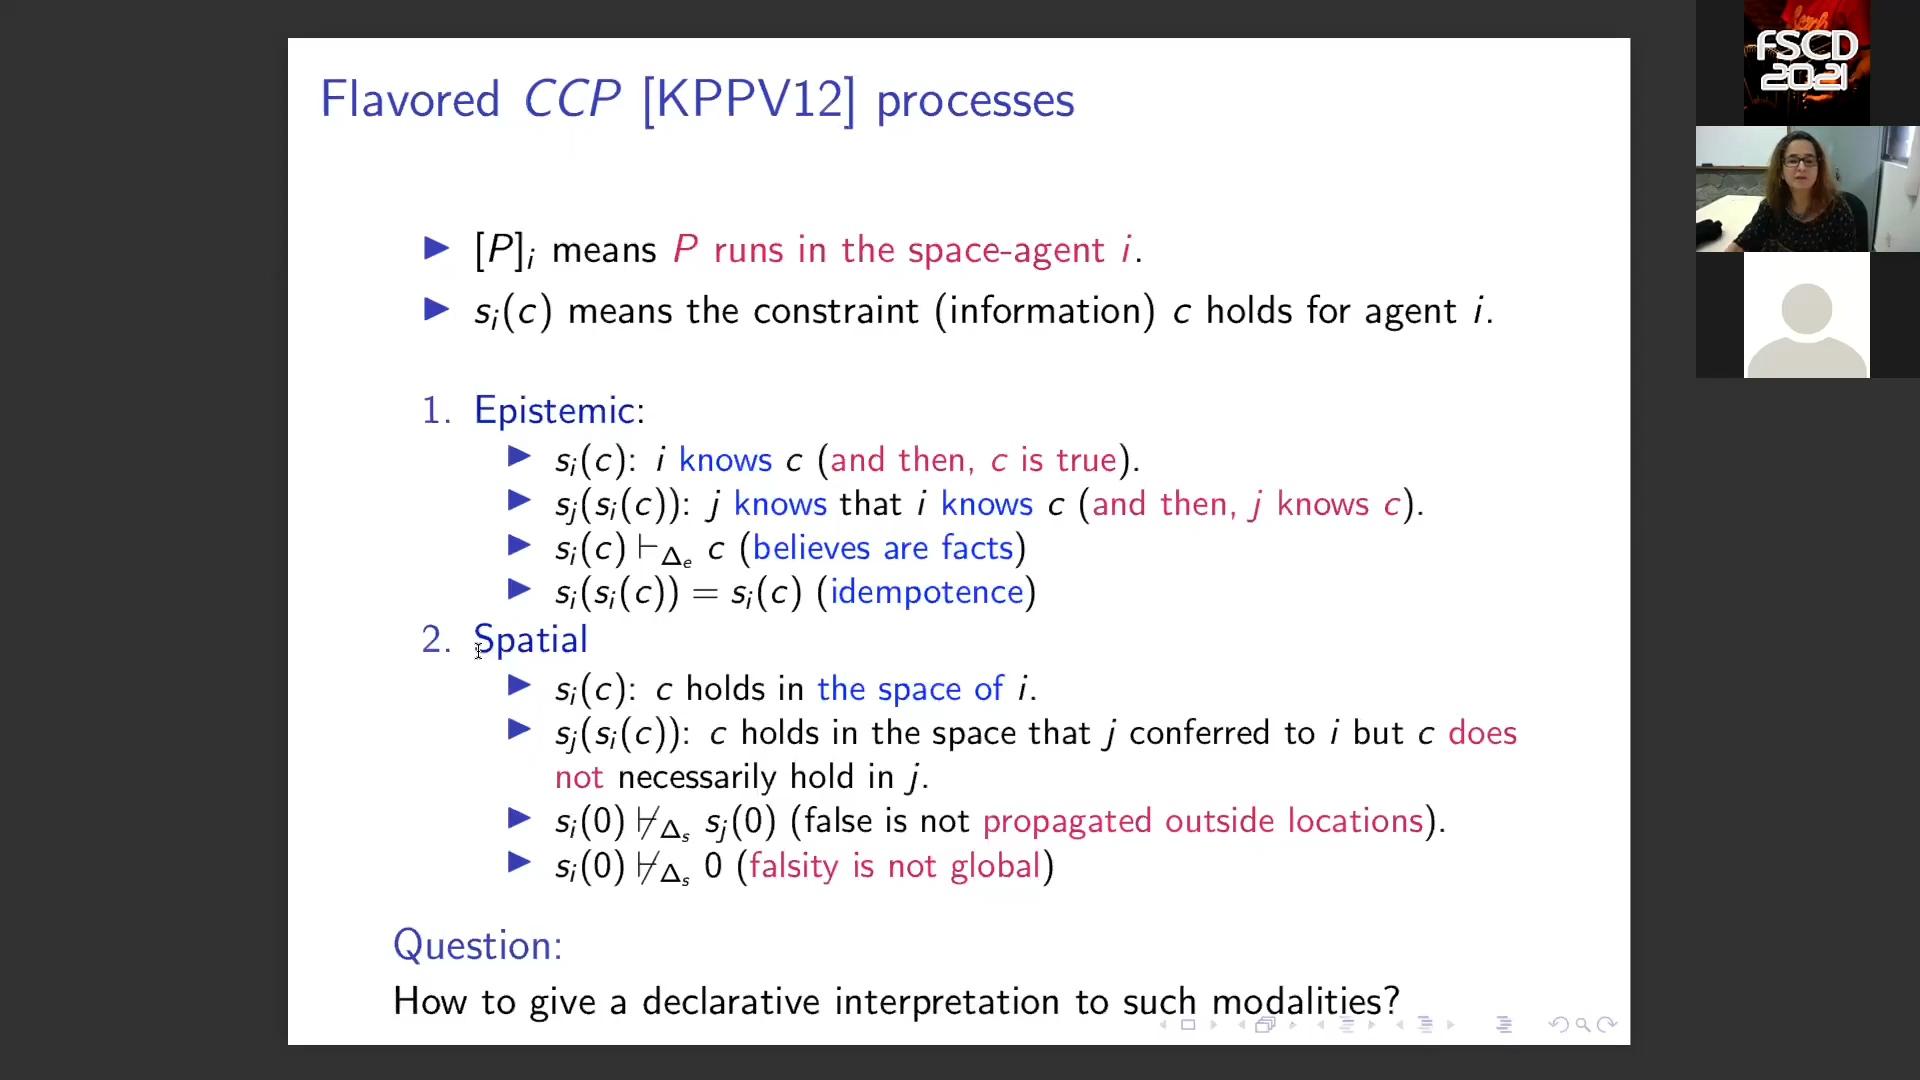 Flavored CCP [KPPV12] processes
▶ [P]ᵢ means P runs in the space-agent i.
▶ sᵢ(c) means the constraint (information) c holds for agent i.
1. Epistemic:
▶ sᵢ(c): i knows c (and then, c is true).
▶ sⱼ(sᵢ(c)): j knows that i knows c (and then, j knows c).
▶ sᵢ(c) ⊢Δₑ c (believes are facts)
▶ sᵢ(sᵢ(c)) = sᵢ(c) (idempotence)
2. Spatial
▶ sᵢ(c): c holds in the space of i.
▶ sⱼ(sᵢ(c)): c holds in the space that j conferred to i but c does
not necessarily hold in j.
▶ sᵢ(0) ⊬Δₛ sⱼ(0) (false is not propagated outside locations).
▶ sᵢ(0) ⊬Δₛ 0 (falsity is not global)
Question:
How to give a declarative interpretation to such modalities?
FSCD
2021